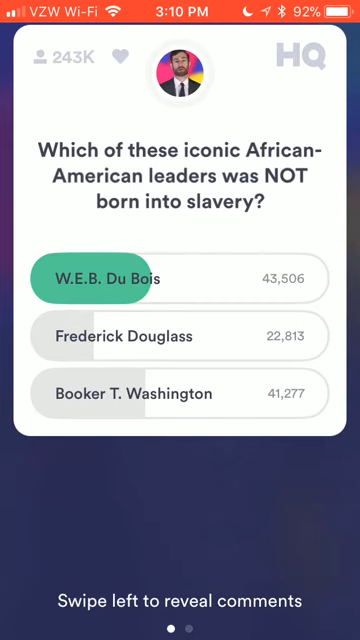 VZW Wi-Fi 3:10 PM 92%
243K HQ
Which of these iconic African-
American leaders was NOT
born into slavery?
W.E.B. Du Bois 43,506
Frederick Douglass 22,813
Booker T. Washington 41,277
Swipe left to reveal comments